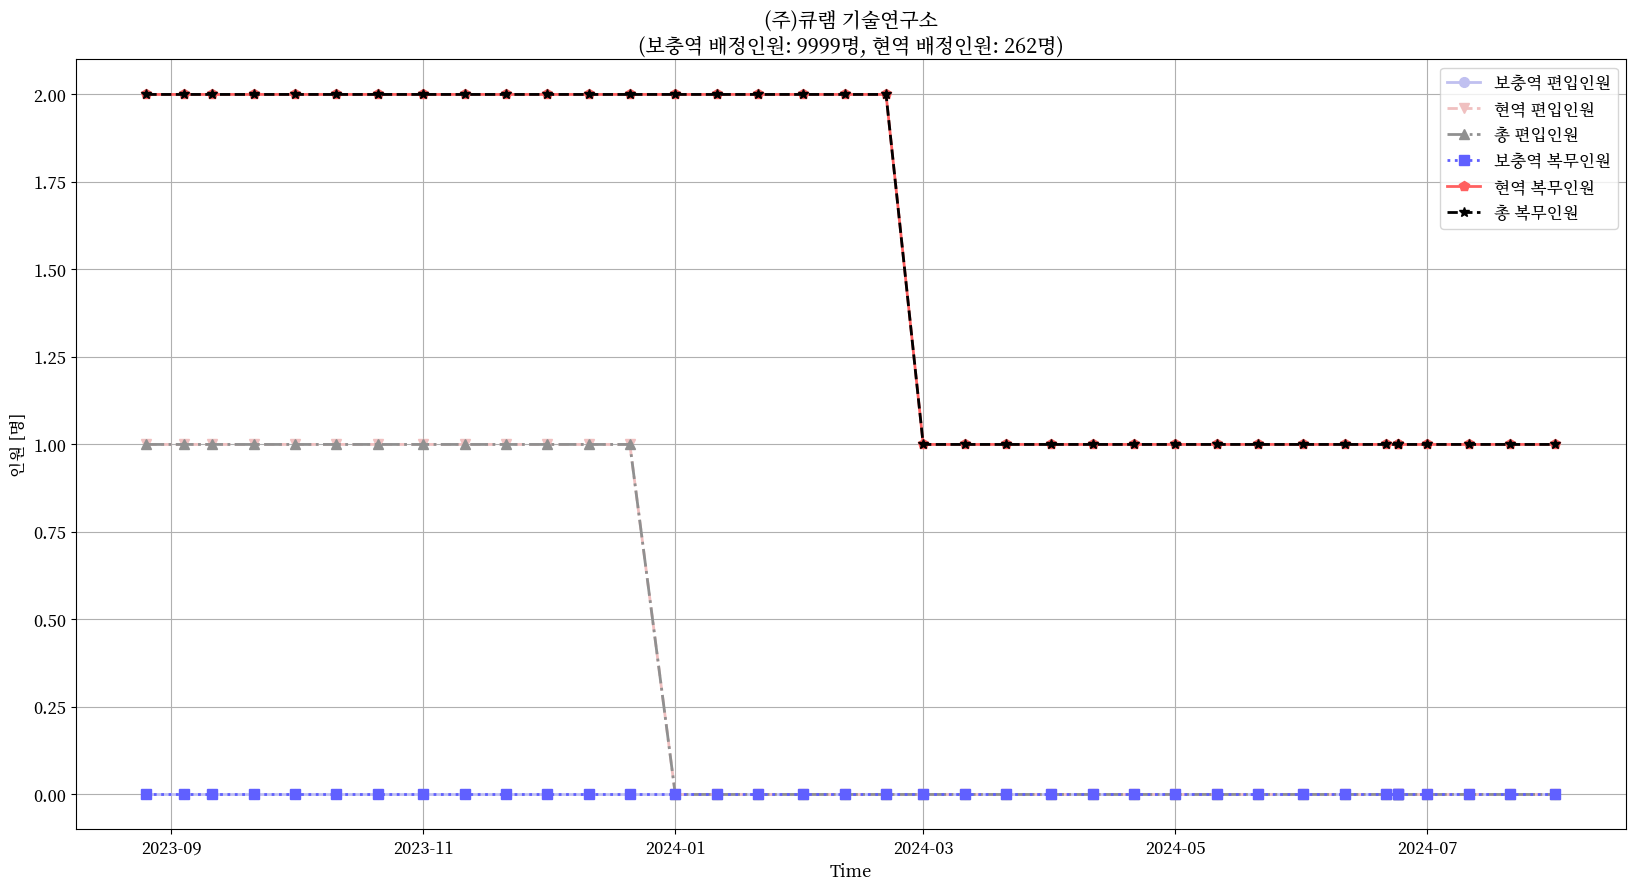 (주)큐램 기술연구소
(보충역 배정인원: 9999명, 현역 배정인원: 262명)
보충역 편입인원
현역 편입인원
총 편입인원
보충역 복무인원
현역 복무인원
총 복무인원
인원 [명]
2.00
1.75
1.50
1.25
1.00
0.75
0.50
0.25
0.00
2023-09
2023-11
2024-01
2024-03
2024-05
2024-07
Time